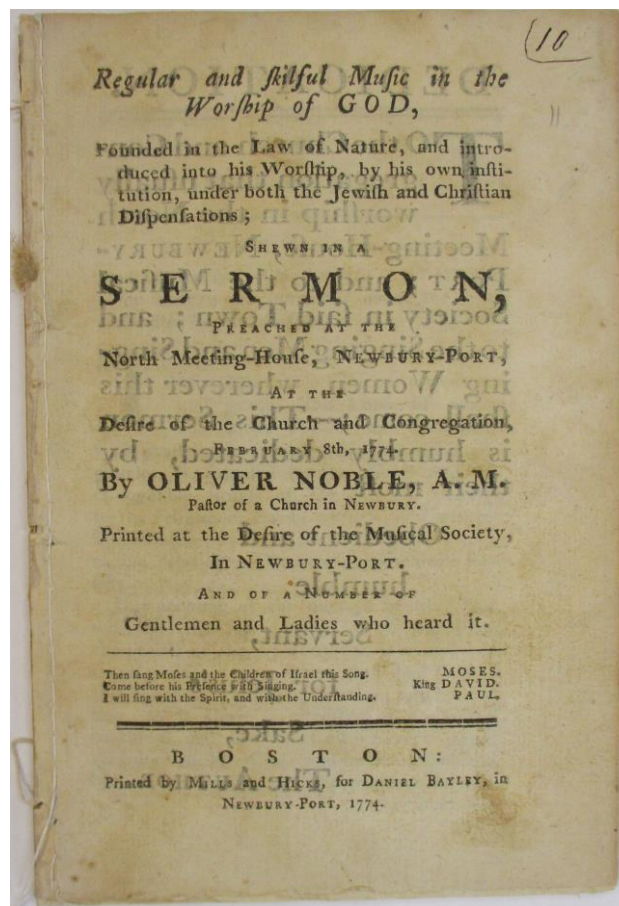 10
Regular and ſkilful Muſic in the
Worſhip of GOD,
Founded in the Law of Nature, and intro-
duced into his Worſhip, by his own inſti-
tution, under both the Jewiſh and Chriſtian
Diſpenſations ;
SHEWN IN A
SERMON,
PREACHED AT THE
North Meeting-Houſe, NEWBURY-PORT,
AT THE
Deſire of the Church and Congregation,
FEBRUARY 8th, 1774.
By OLIVER NOBLE, A. M.
Paſtor of a Church in NEWBURY.
Printed at the Deſire of the Muſical Society,
In NEWBURY-PORT.
AND OF A NUMBER OF
Gentlemen and Ladies who heard it.
Then ſang Moſes and the Children of Iſrael this Song. MOSES.
Come before his Preſence with Singing. King DAVID.
I will ſing with the Spirit, and with the Underſtanding. PAUL.
BOSTON:
Printed by MILLS and HICKS, for DANIEL BAYLEY, in
NEWBURY-PORT, 1774.